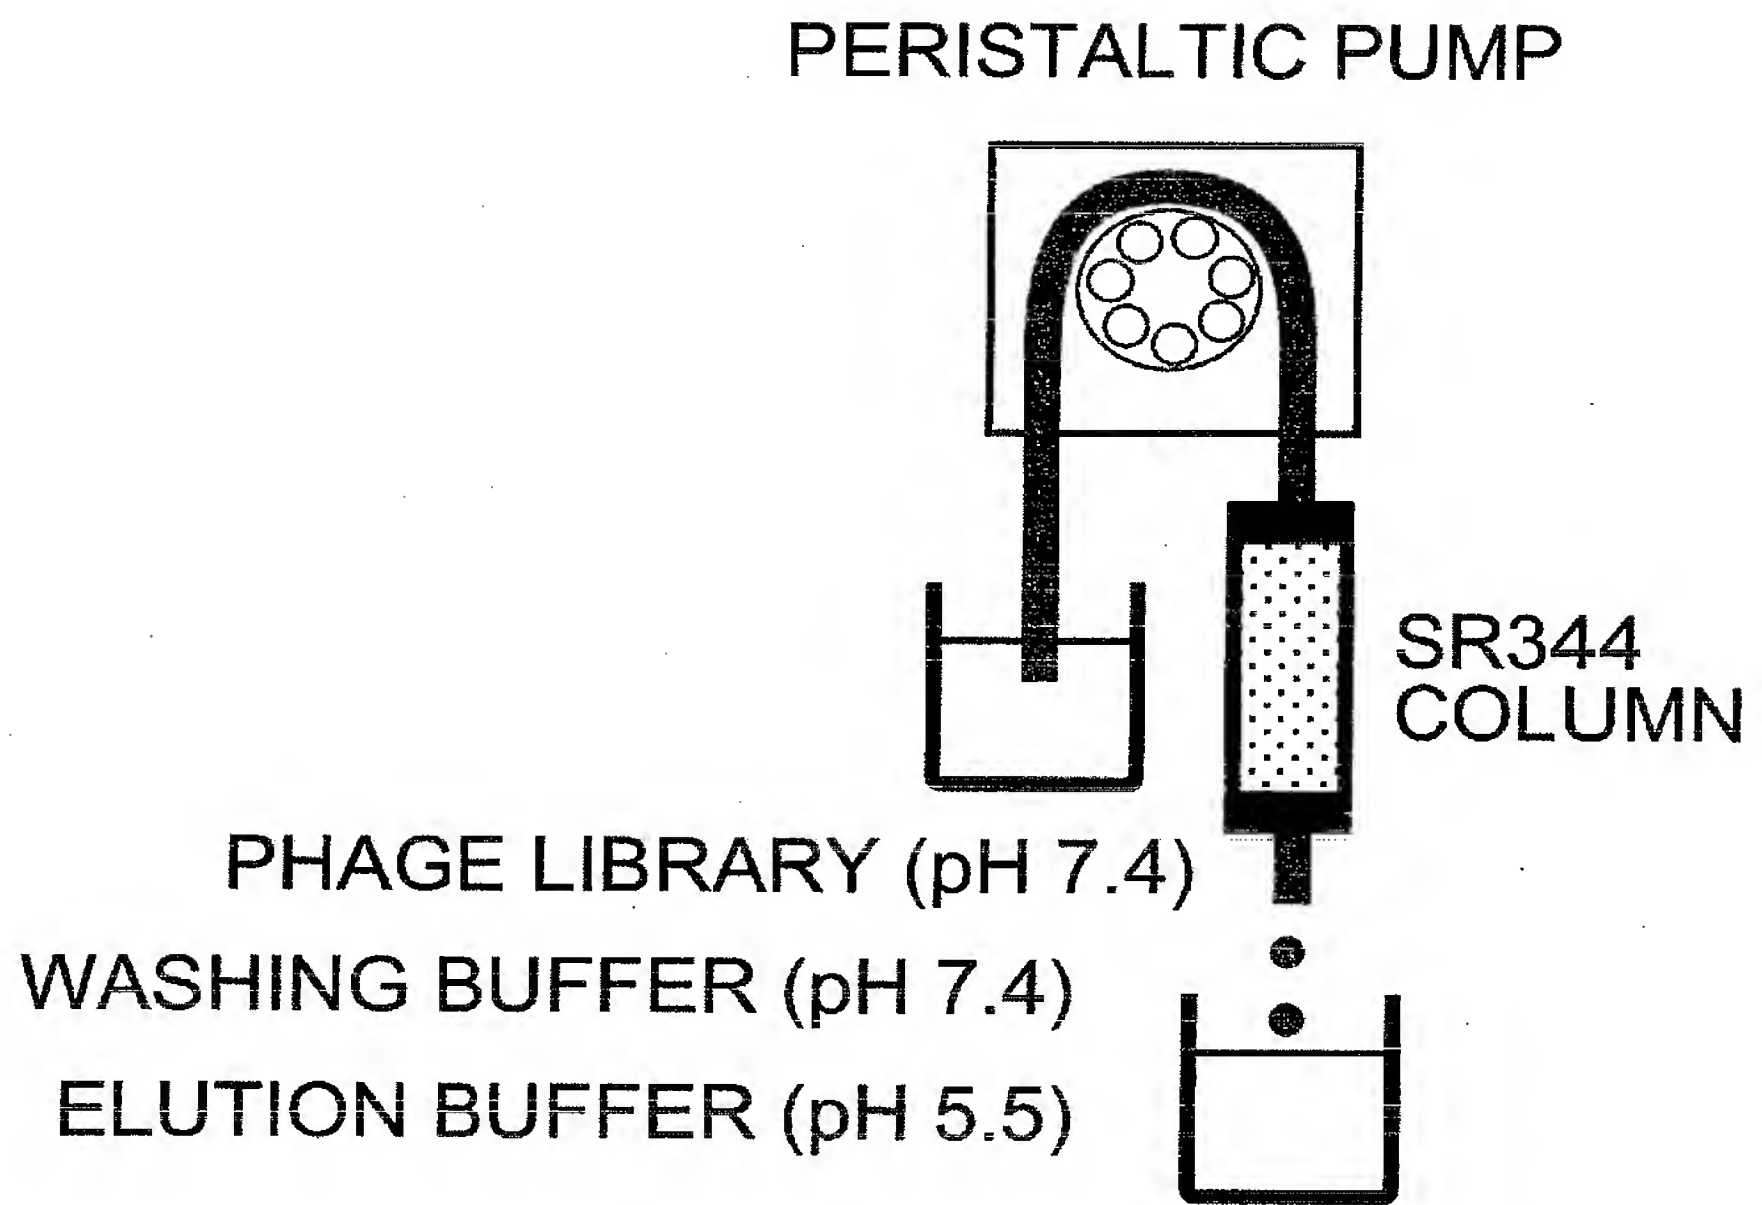 PERISTALTIC PUMP
SR344
COLUMN
PHAGE LIBRARY (pH 7.4)
WASHING BUFFER (pH 7.4)
ELUTION BUFFER (pH 5.5)